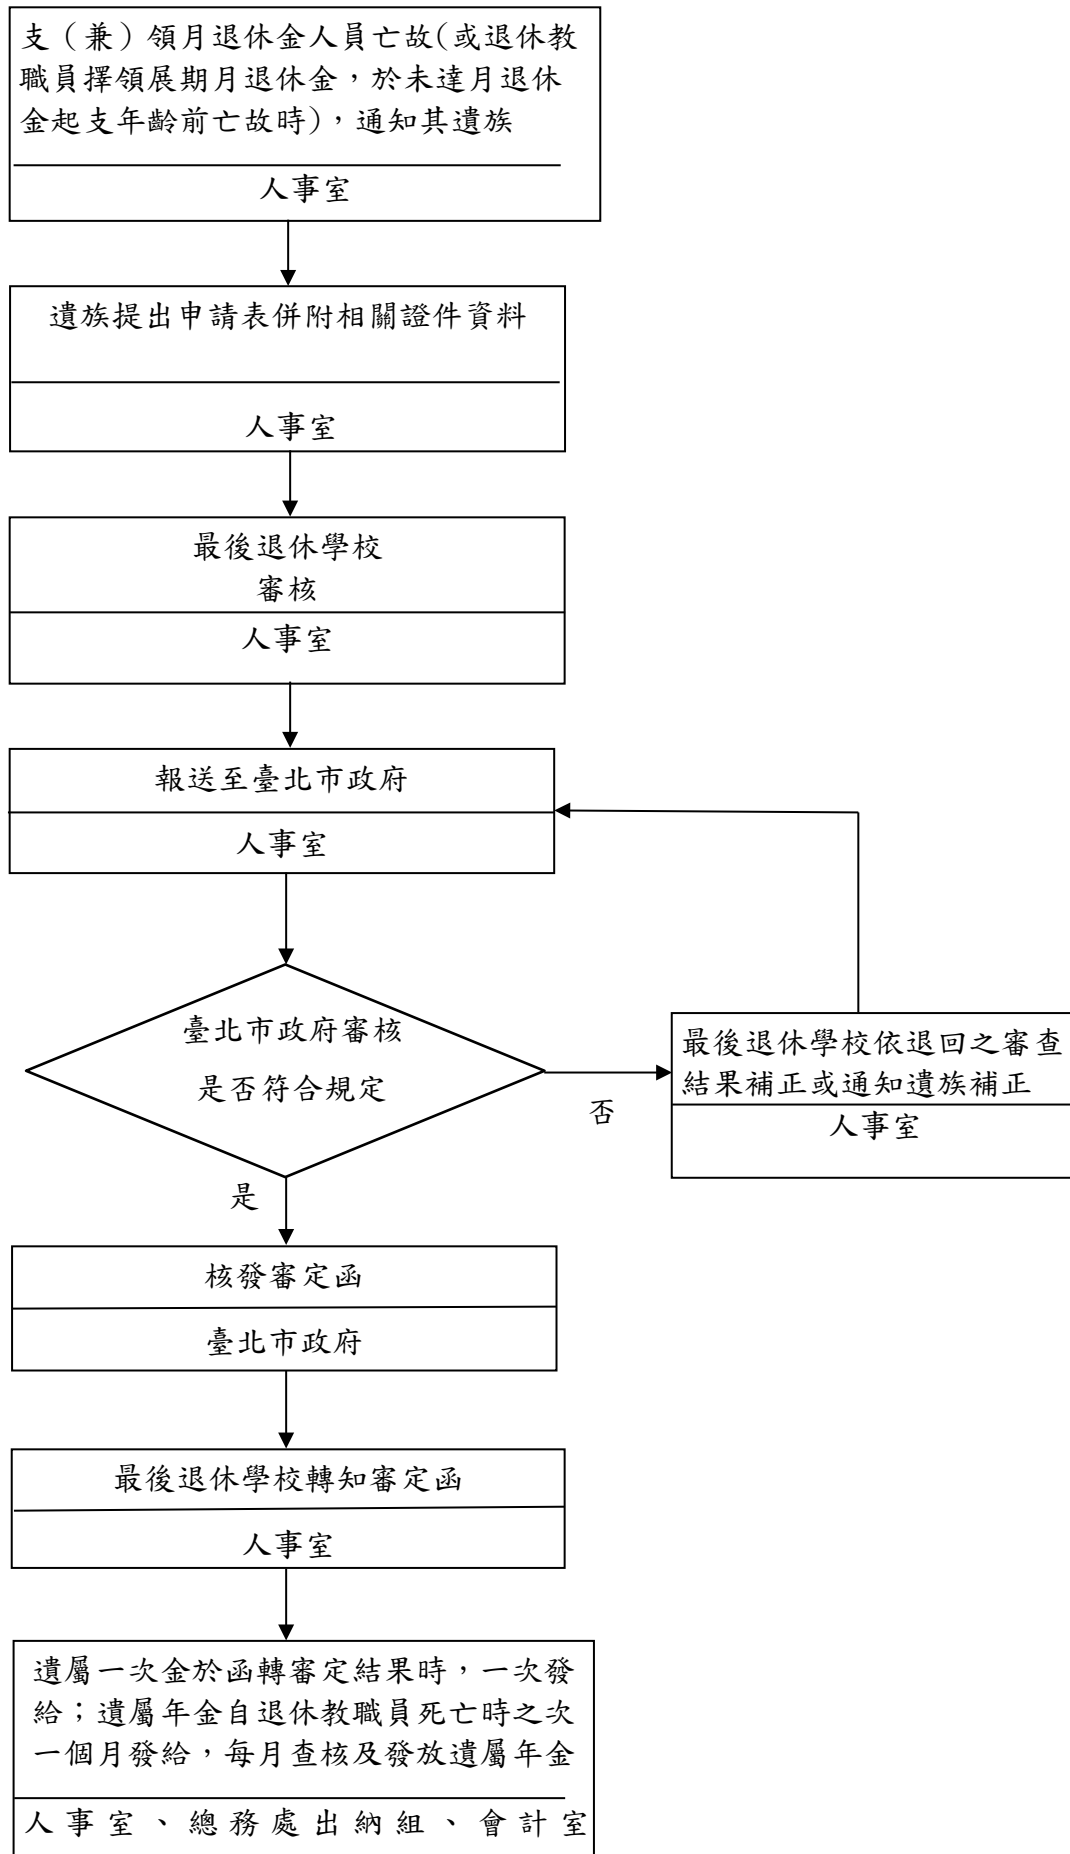 支（兼）領月退休金人員亡故(或退休教
職員擇領展期月退休金，於未達月退休
金起支年齡前亡故時)，通知其遺族
人事室
遺族提出申請表併附相關證件資料
人事室
最後退休學校
審核
人事室
報送至臺北市政府
人事室
臺北市政府審核
是否符合規定
否
最後退休學校依退回之審查
結果補正或通知遺族補正
人事室
是
核發審定函
臺北市政府
最後退休學校轉知審定函
人事室
遺屬一次金於函轉審定結果時，一次發
給；遺屬年金自退休教職員死亡時之次
一個月發給，每月查核及發放遺屬年金
人事室、總務處出納組、會計室